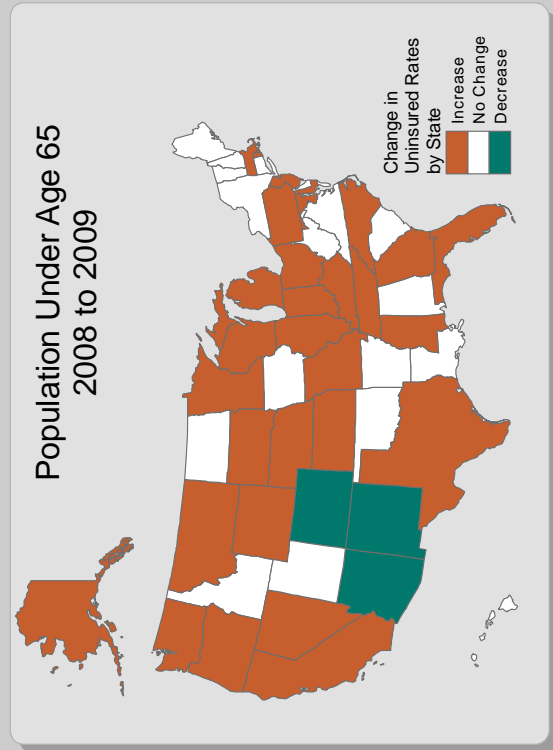 Population Under Age 65
2008 to 2009
Change in
Uninsured Rates
by State
Increase
No Change
Decrease